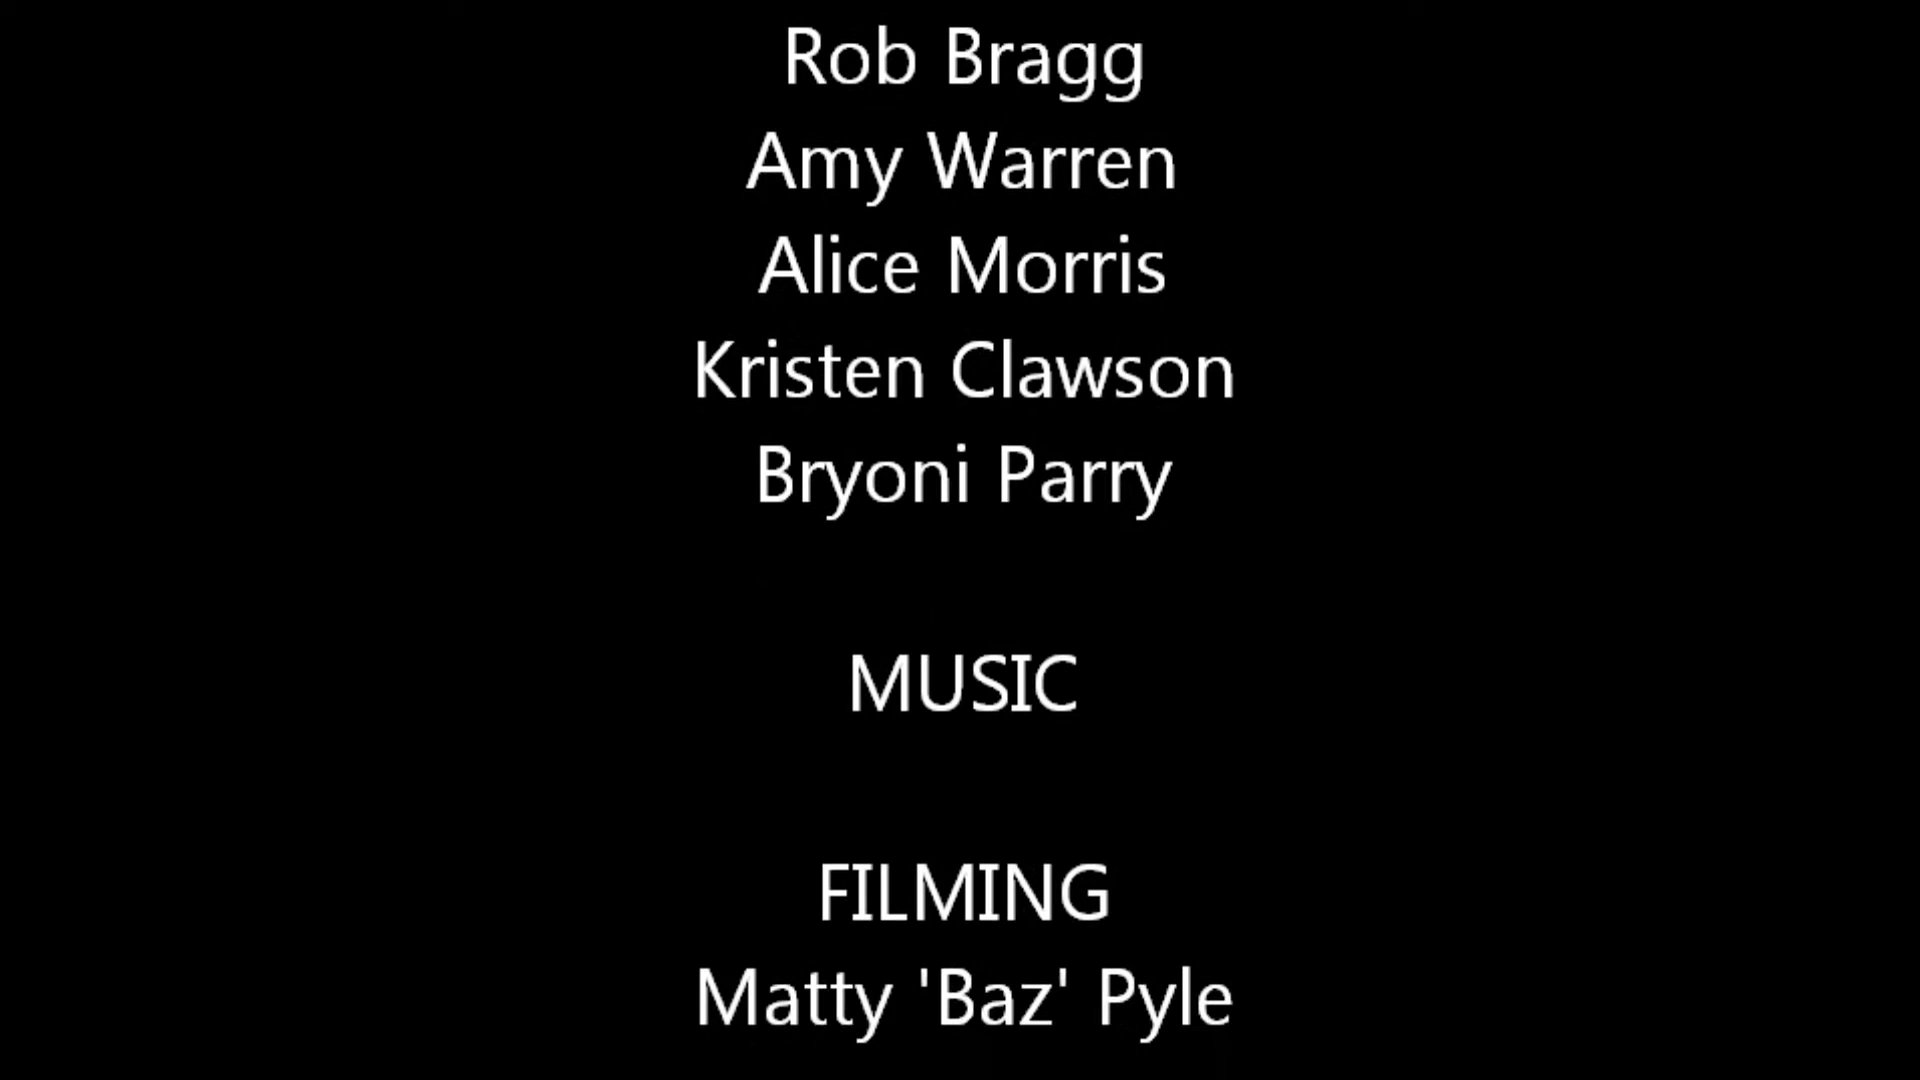 Rob Bragg
Amy Warren
Alice Morris
Kristen Clawson
Bryoni Parry
MUSIC
FILMING
Matty 'Baz' Pyle